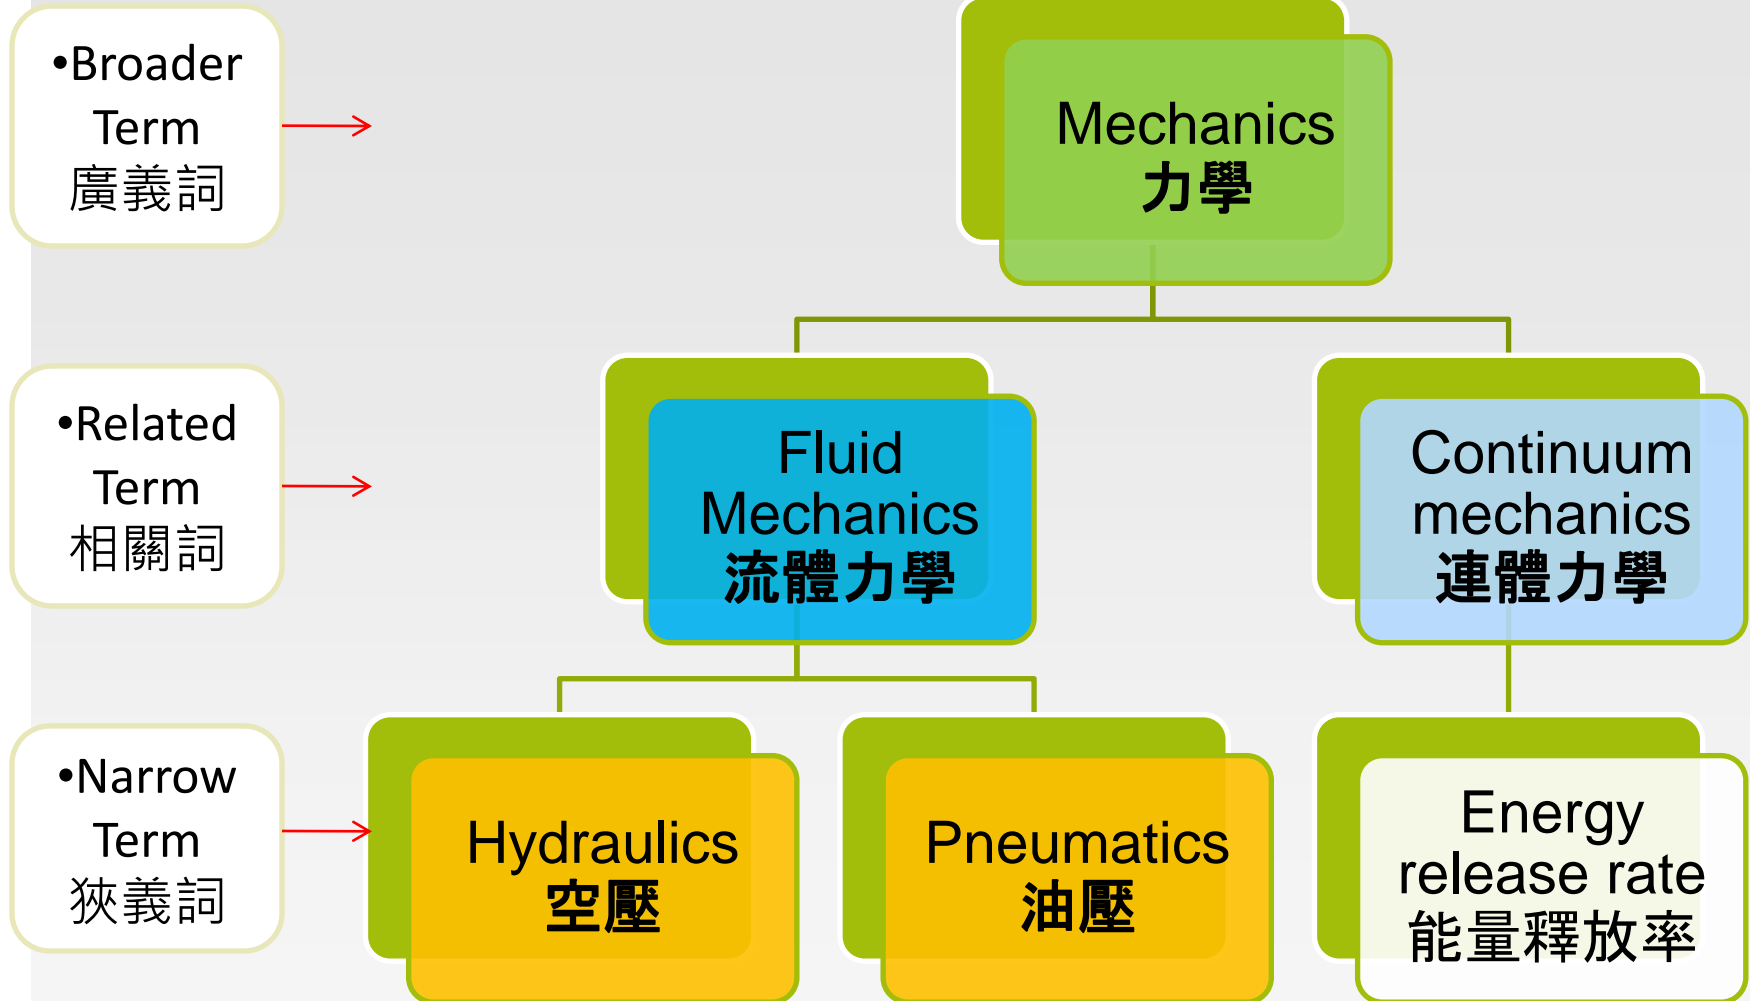 •Broader
Term
廣義詞
Mechanics
力學
•Related
Term
相關詞
Fluid
Mechanics
流體力學
Continuum
mechanics
連體力學
•Narrow
Term
狹義詞
Hydraulics
空壓
Pneumatics
油壓
Energy
release rate
能量釋放率